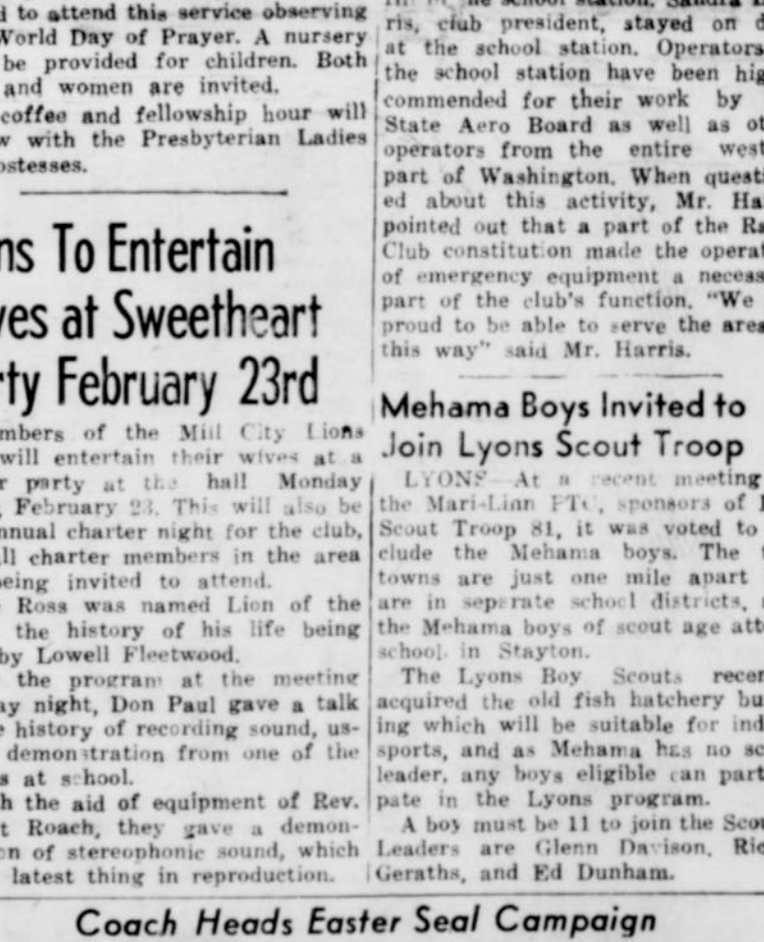 to attend this service observing
World Day of Prayer. A nursery
be provided for children. Both
and women are invited.
coffee and fellowship hour will
with the Presbyterian Ladies
ostesses.
ns To Entertain
ves at Sweetheart
ty February 23rd
mbers of the Mill City Lions
will entertain their wives at a
r party at the hall Monday
, February 23. This will also be
nnual charter night for the club,
ll charter members in the area
eing invited to attend.
Ross was named Lion of the
the history of his life being
by Lowell Fleetwood.
the program at the meeting
ay night, Don Paul gave a talk
history of recording sound, us-
demonstration from one of the
s at school.
h the aid of equipment of Rev.
t Roach, they gave a demon-
n of stereophonic sound, which
latest thing in reproduction.
ris, club president, stayed on
at the school station. Operators
the school station have been hig
commended for their work by
State Aero Board as well as ot
operators from the entire west
part of Washington. When questi
ed about this activity, Mr. Ha
pointed out that a part of the Ra
Club constitution made the operat
of emergency equipment a necess
part of the club's function. "We
proud to be able to serve the area
this way" said Mr. Harris.
Mehama Boys Invited to
Join Lyons Scout Troop
LYONS—At a recent meeting
the Mari-Linn PTC, sponsors of
Scout Troop 81, it was voted to
clude the Mehama boys. The
towns are just one mile apart
are in separate school districts,
the Mehama boys of scout age att
school in Stayton.
The Lyons Boy Scouts recen
acquired the old fish hatchery bu
ing which will be suitable for ind
sports, and as Mehama has no sc
leader, any boys eligible can part
pate in the Lyons program.
A boy must be 11 to join the Scou
Leaders are Glenn Davison, Ric
Geraths, and Ed Dunham.
Coach Heads Easter Seal Campaign